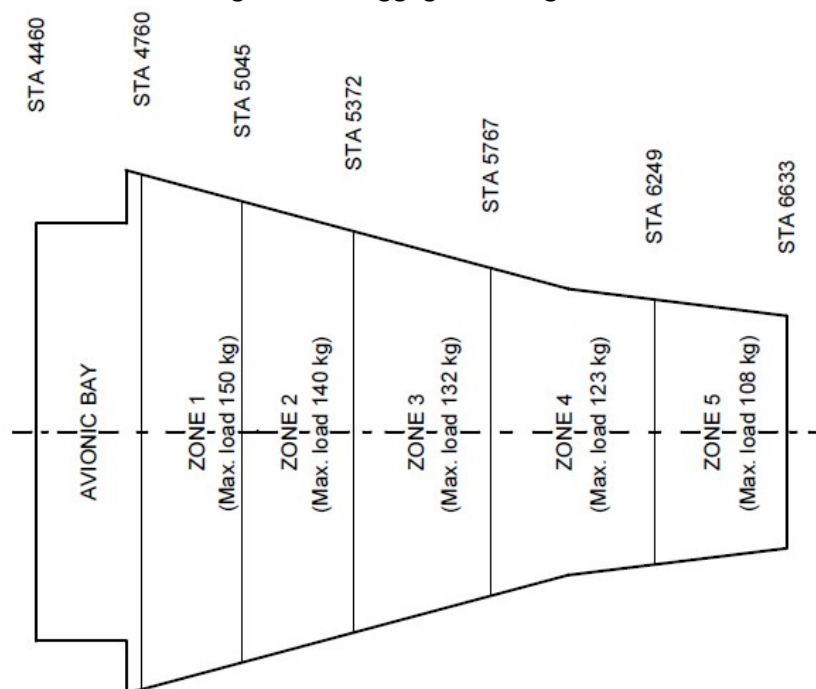 STA 4460
STA 4760
STA 5045
STA 5372
STA 5767
STA 6249
STA 6633
AVIONIC BAY
ZONE 1
(Max. load 150 kg)
ZONE 2
(Max. load 140 kg)
ZONE 3
(Max. load 132 kg)
ZONE 4
(Max. load 123 kg)
ZONE 5
(Max. load 108 kg)